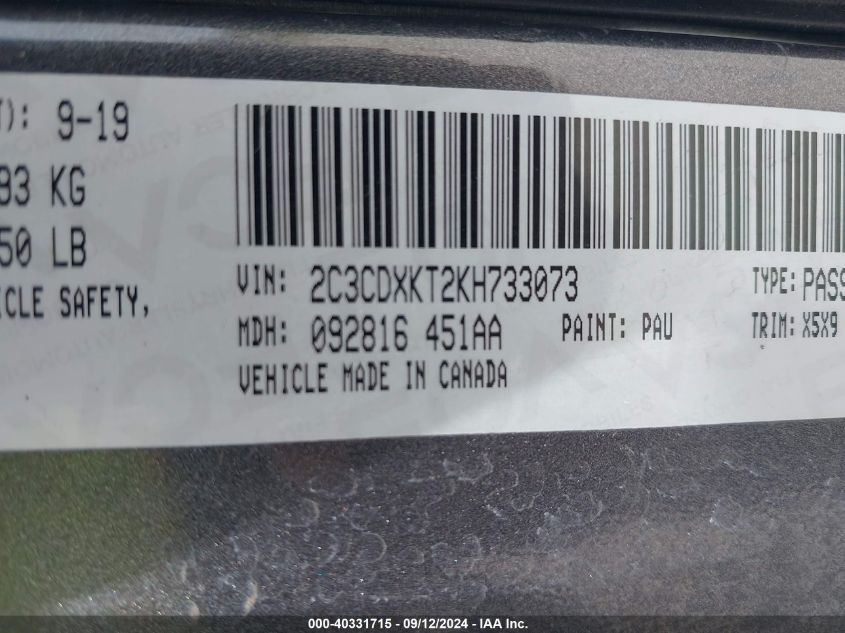 ): 9-19
93 KG
50 LB
ICLE SAFETY,
VIN: 2C3CDXKT2KH733073 TYPE: PASS
MDH: 092816 451AA PAINT: PAU TRIM: X5X9
VEHICLE MADE IN CANADA
000-40331715 - 09/12/2024 - IAA Inc.